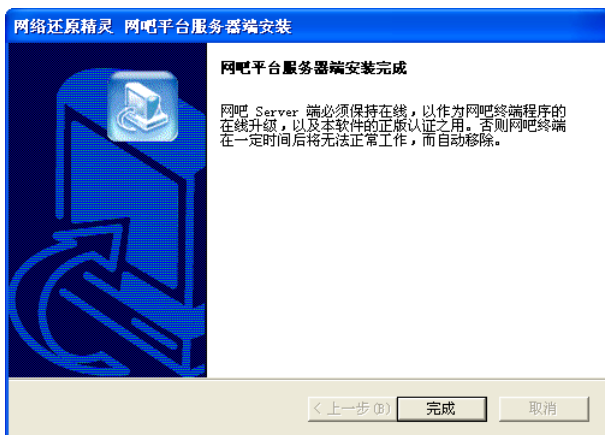 网络还原精灵 网吧平台服务器端安装
网吧平台服务器端安装完成
网吧 Server 端必须保持在线，以作为网吧终端程序的
在线升级，以及本软件的正版认证之用。否则网吧终端
在一定时间后将无法正常工作，而自动移除。
< 上一步(B) 完成 取消